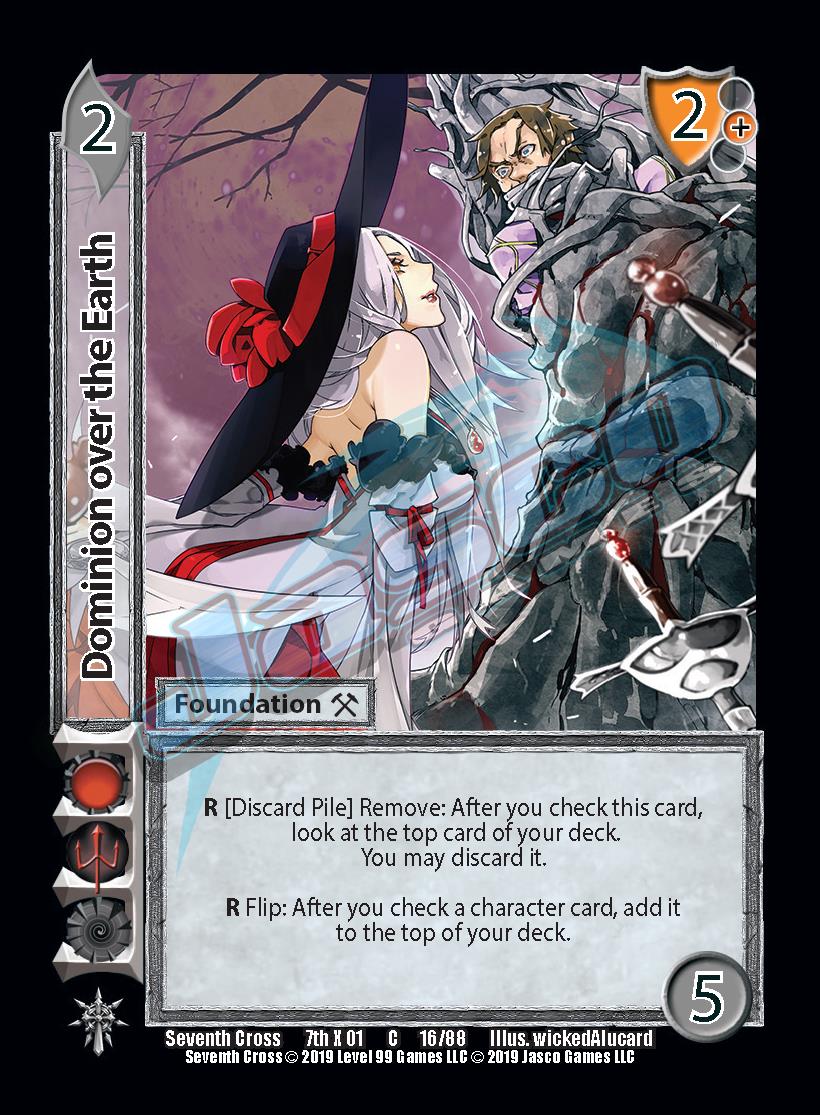 2
2
+
Dominion over the Earth
Jasco
GAMES
Foundation
R [Discard Pile] Remove: After you check this card,
look at the top card of your deck.
You may discard it.
R Flip: After you check a character card, add it
to the top of your deck.
5
Seventh Cross 7th X 01 C 16/88 Illus. wickedAlucard
Seventh Cross © 2019 Level 99 Games LLC © 2019 Jasco Games LLC